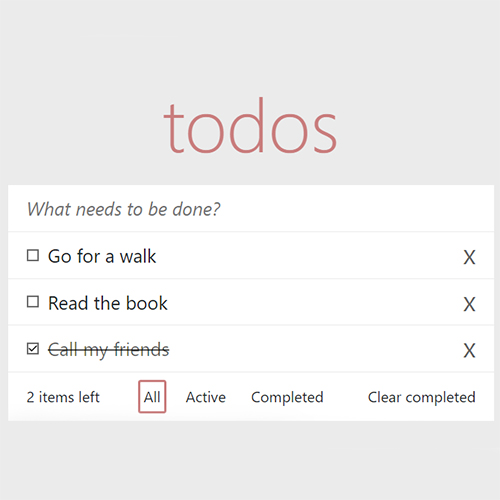 todos
What needs to be done?
Go for a walk X
Read the book X
Call my friends X
2 items left All Active Completed Clear completed